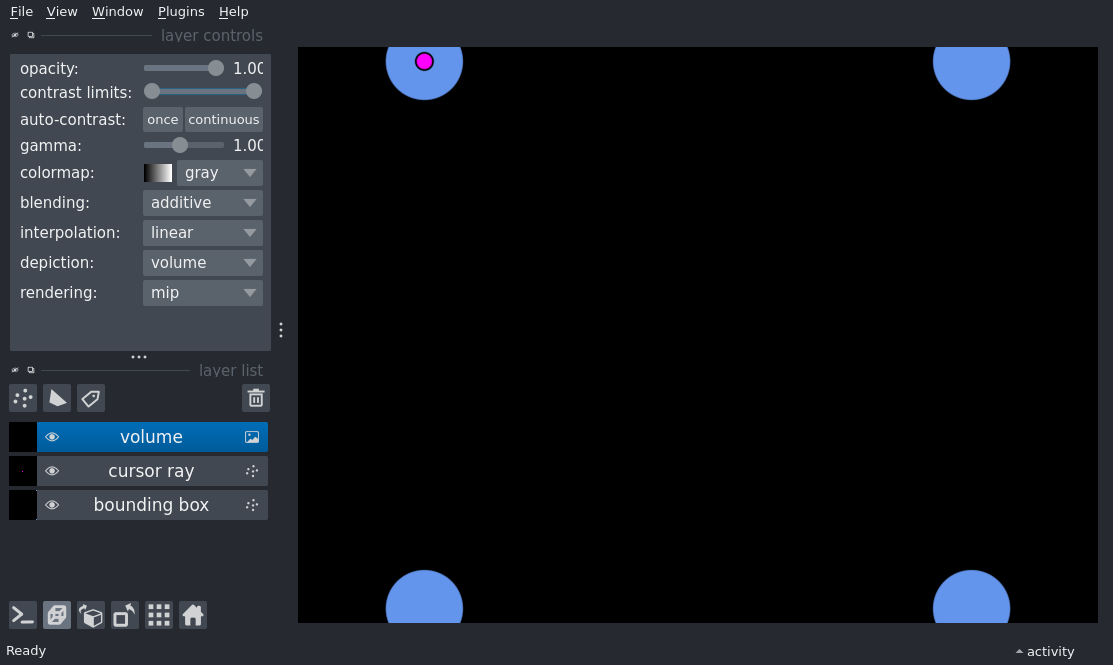 File View Window Plugins Help
layer controls
opacity: 1.00
contrast limits:
auto-contrast: once continuous
gamma: 1.00
colormap: gray
blending: additive
interpolation: linear
depiction: volume
rendering: mip
layer list
volume
cursor ray
bounding box
Ready
activity